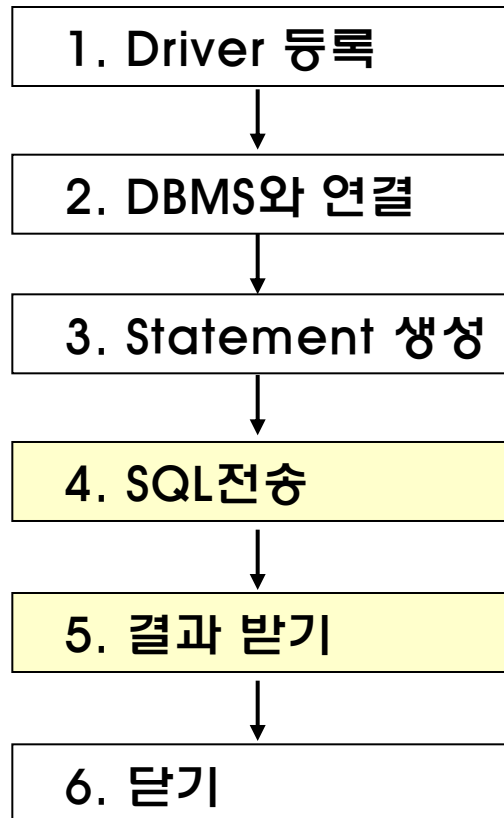 1. Driver 등록
2. DBMS와 연결
3. Statement 생성
4. SQL전송
5. 결과 받기
6. 닫기